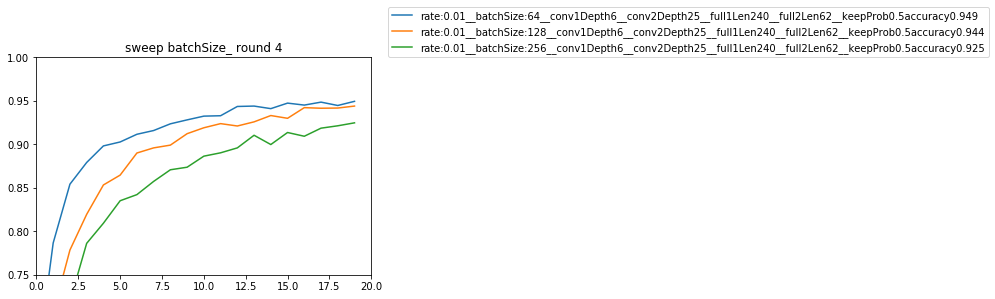 rate:0.01__batchSize:64__conv1Depth6__conv2Depth25__full1Len240__full2Len62__keepProb0.5accuracy0.949
rate:0.01__batchSize:128__conv1Depth6__conv2Depth25__full1Len240__full2Len62__keepProb0.5accuracy0.944
rate:0.01__batchSize:256__conv1Depth6__conv2Depth25__full1Len240__full2Len62__keepProb0.5accuracy0.925
sweep batchSize_ round 4
1.00
0.95
0.90
0.85
0.80
0.75
0.0 2.5 5.0 7.5 10.0 12.5 15.0 17.5 20.0